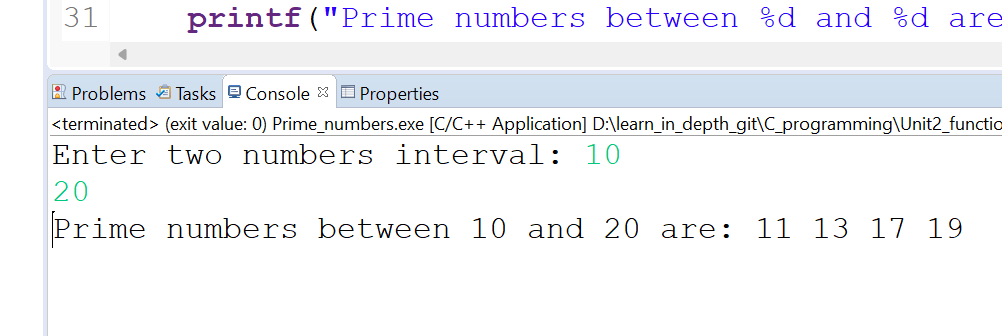 31 printf("Prime numbers between %d and %d are
Problems Tasks Console Properties
<terminated> (exit value: 0) Prime_numbers.exe [C/C++ Application] D:\learn_in_depth_git\C_programming\Unit2_functio
Enter two numbers interval: 10
20
Prime numbers between 10 and 20 are: 11 13 17 19